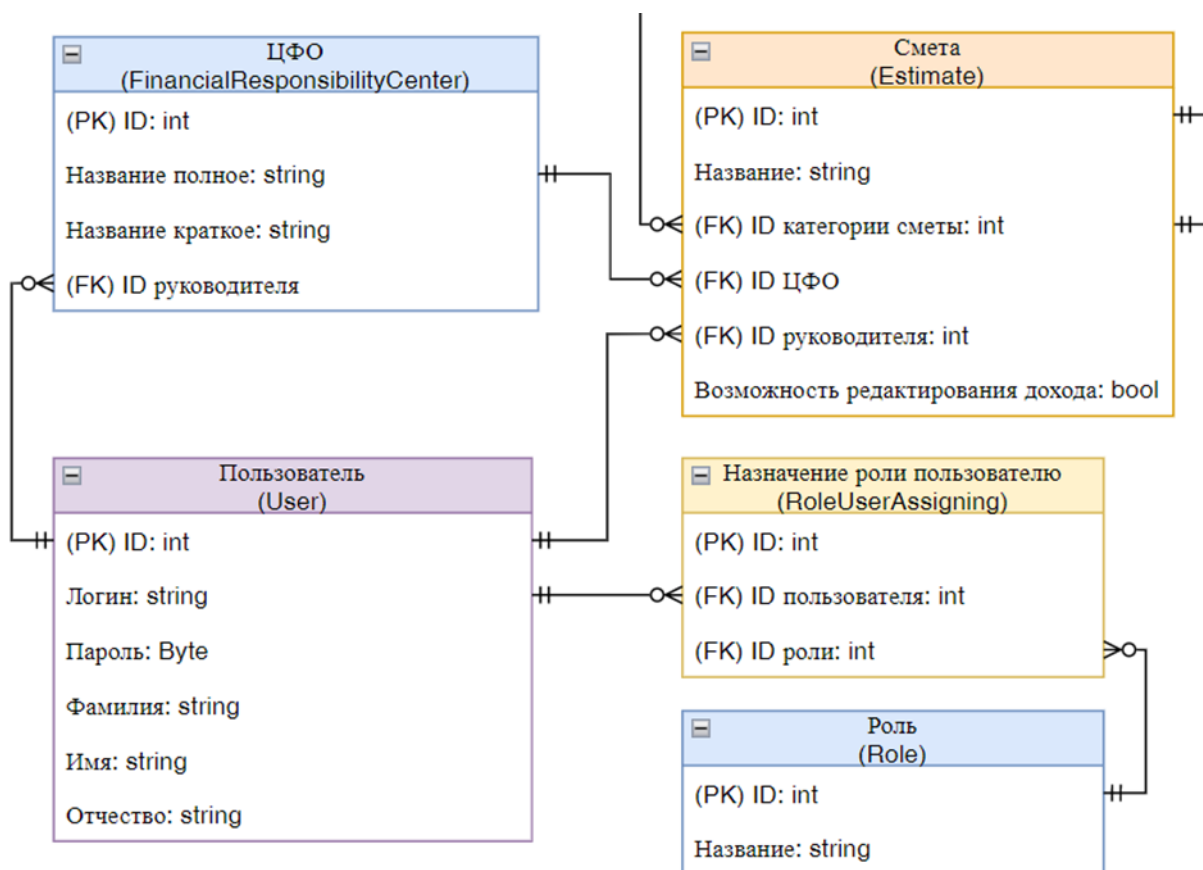 ЦФО
(FinancialResponsibilityCenter)
(PK) ID: int
Название полное: string
Название краткое: string
(FK) ID руководителя
Смета
(Estimate)
(PK) ID: int
Название: string
(FK) ID категории сметы: int
(FK) ID ЦФО
(FK) ID руководителя: int
Возможность редактирования дохода: bool
Пользователь
(User)
(PK) ID: int
Логин: string
Пароль: Byte
Фамилия: string
Имя: string
Отчество: string
Назначение роли пользователю
(RoleUserAssigning)
(PK) ID: int
(FK) ID пользователя: int
(FK) ID роли: int
Роль
(Role)
(PK) ID: int
Название: string